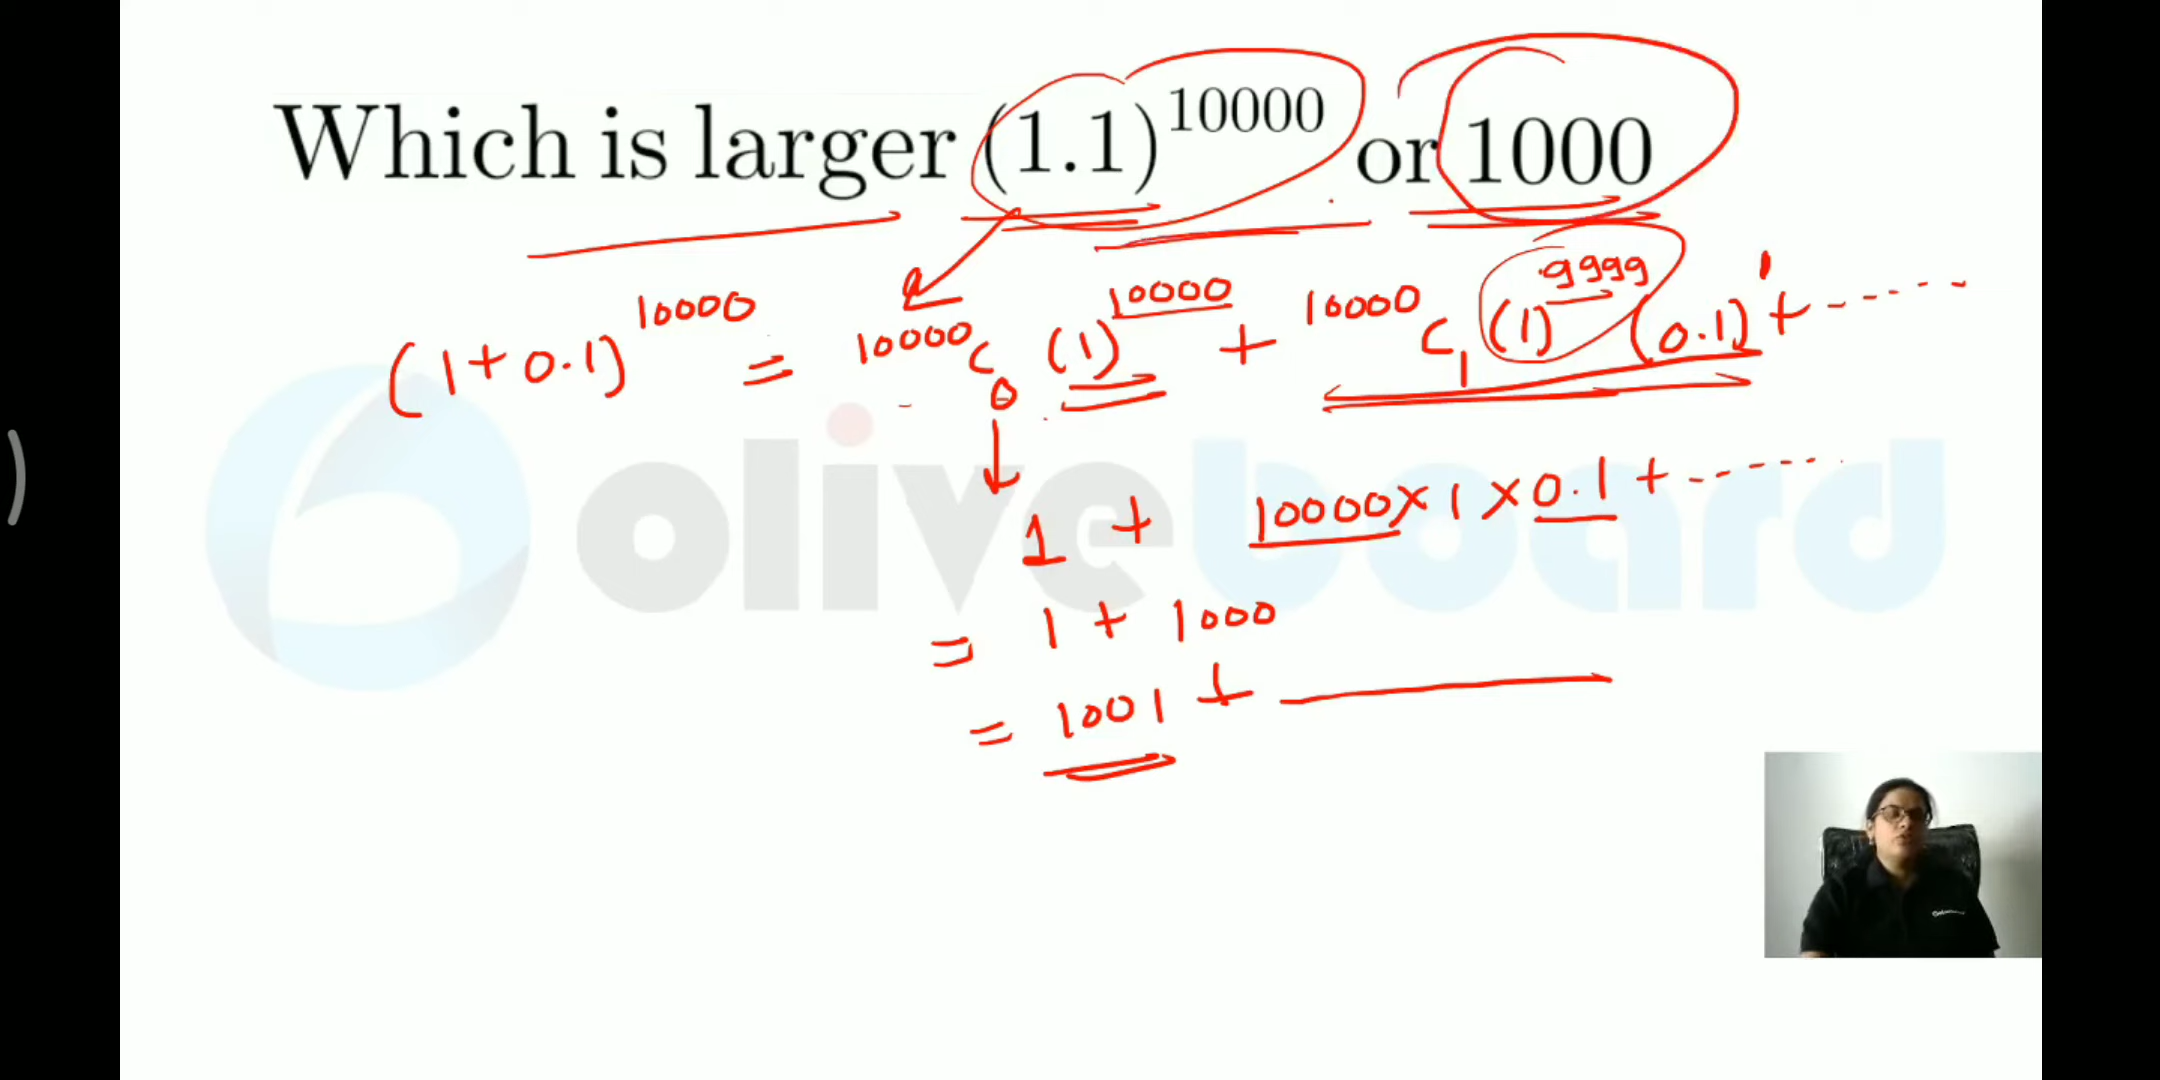 Which is larger (1.1)^10000 or 1000
(1+0.1)^10000 = 10000C0 (1)^10000 + 10000C1 (1)^9999 (0.1)^1 + ------
1 + 10000 × 1 × 0.1 + ------
= 1 + 1000
= 1001 +
oliveboard